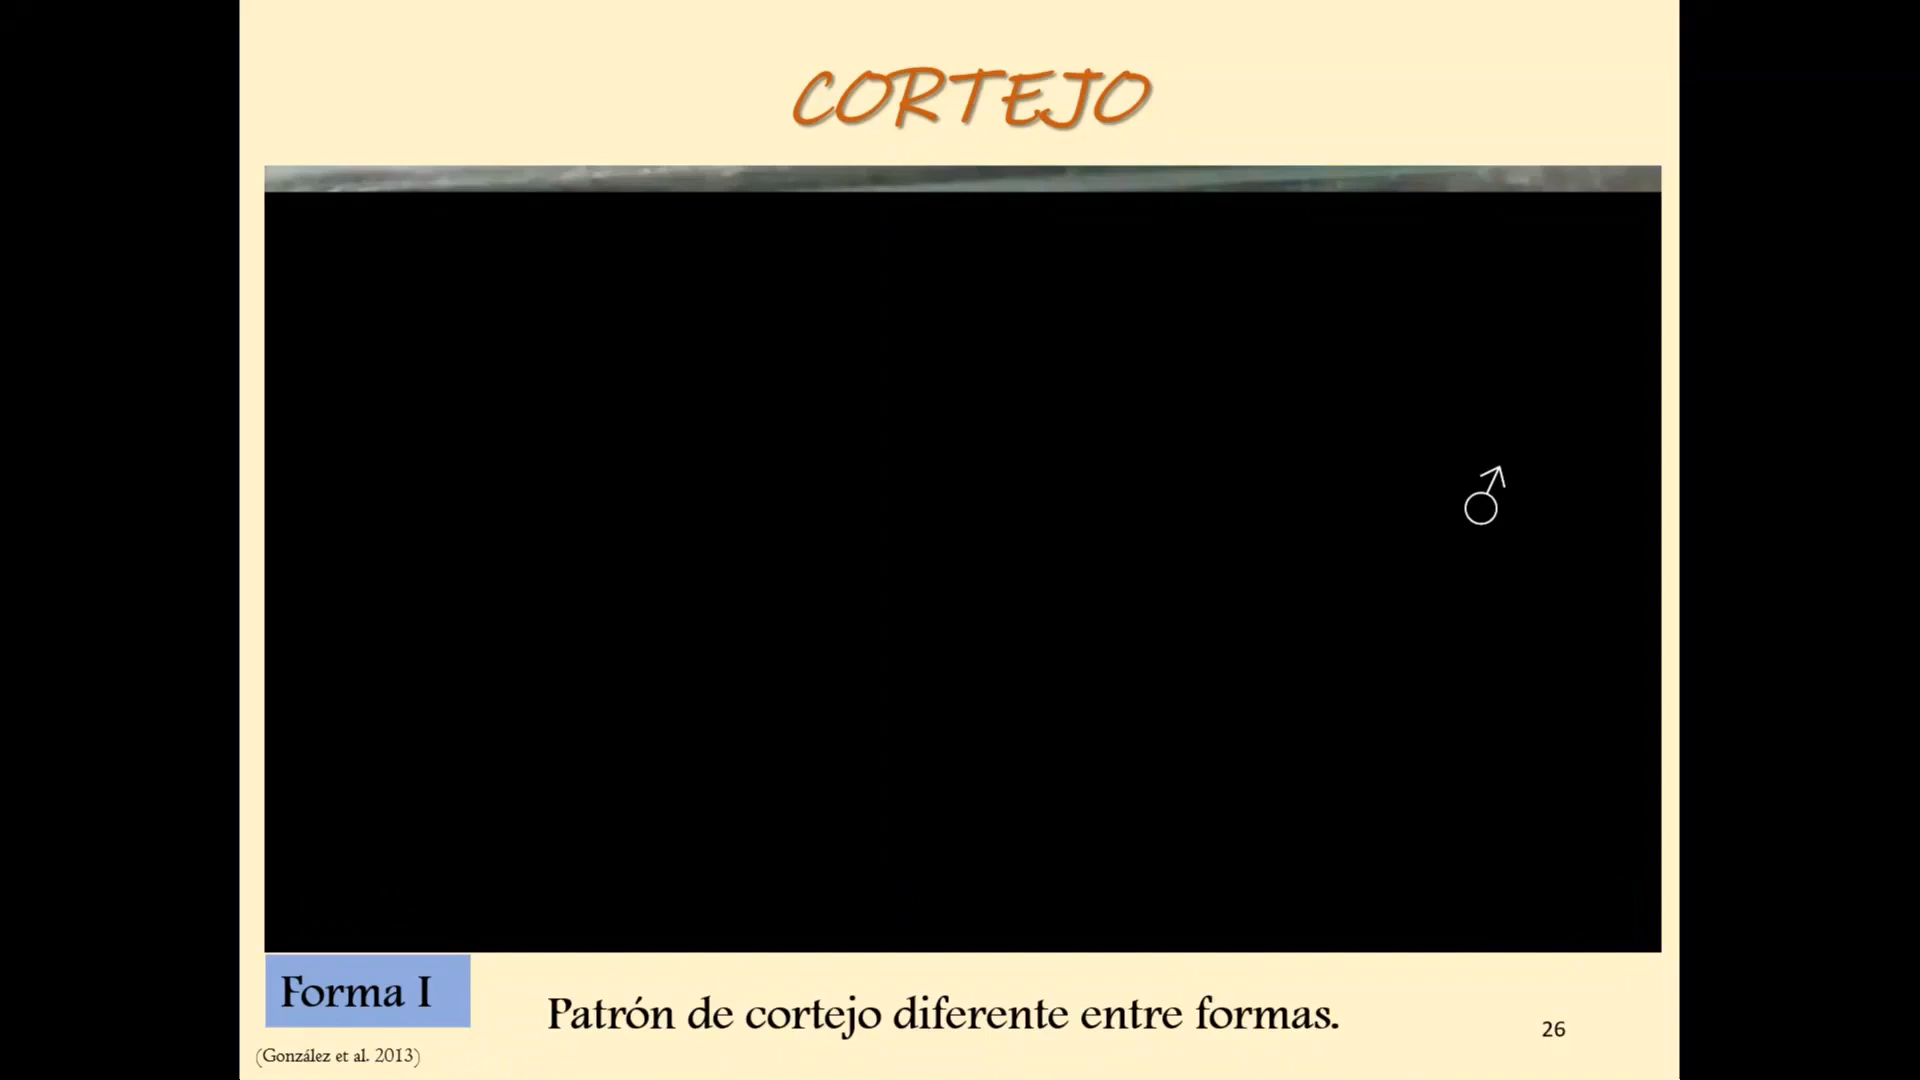 CORTEJO
♂
Forma I
Patrón de cortejo diferente entre formas.
26
(González et al. 2013)